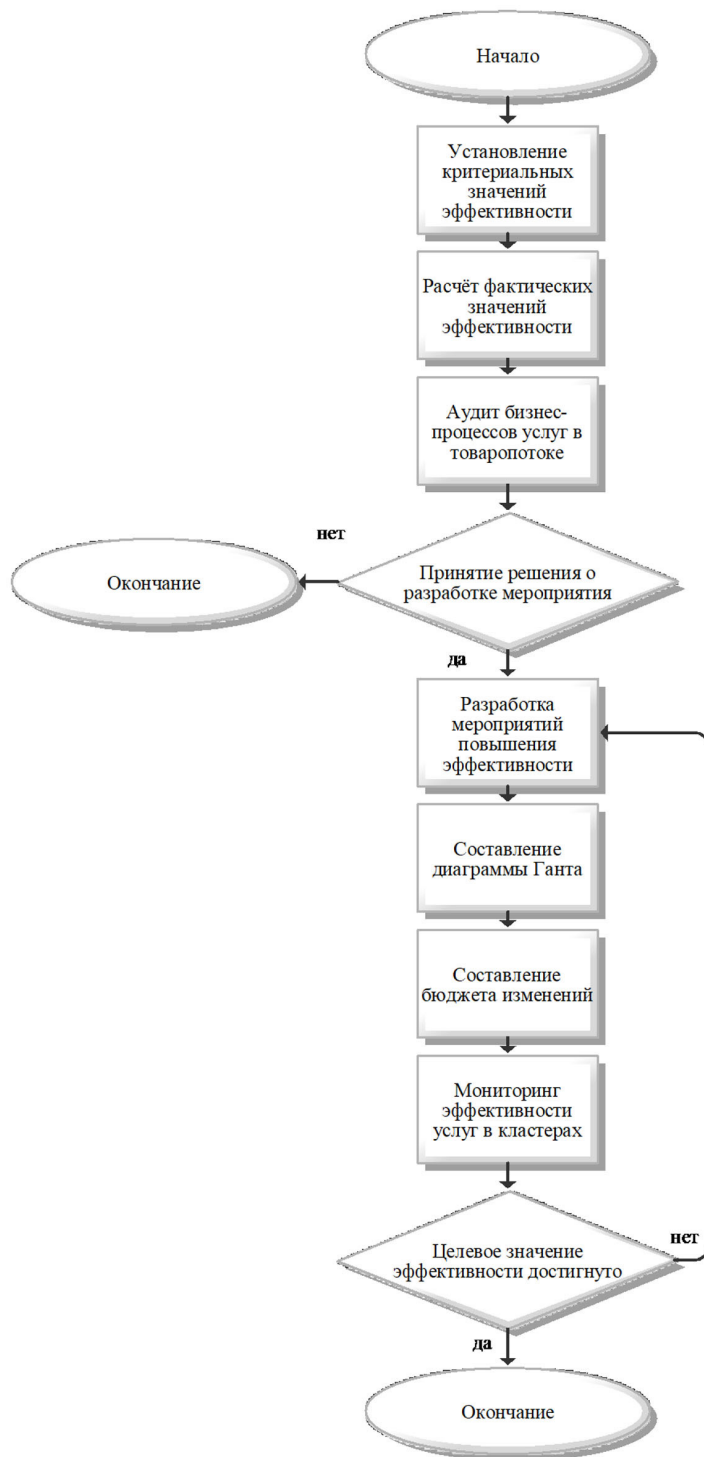 Начало
Установление
критериальных
значений
эффективности
Расчёт фактических
значений
эффективности
Аудит бизнес-
процессов услуг в
товаропотоке
нет
Окончание
Принятие решения о
разработке мероприятия
да
Разработка
мероприятий
повышения
эффективности
Составление
диаграммы Ганта
Составление
бюджета изменений
Мониторинг
эффективности
услуг в кластерах
Целевое значение
эффективности достигнуто
нет
да
Окончание